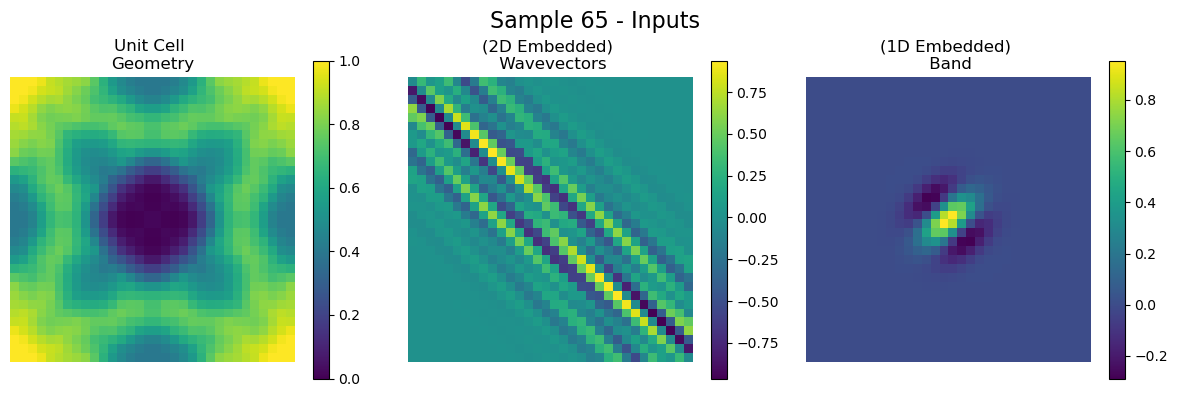 Sample 65 - Inputs
Unit Cell
Geometry
1.0
0.8
0.6
0.4
0.2
0.0
(2D Embedded)
Wavevectors
0.75
0.50
0.25
0.00
−0.25
−0.50
−0.75
(1D Embedded)
Band
0.8
0.6
0.4
0.2
0.0
−0.2